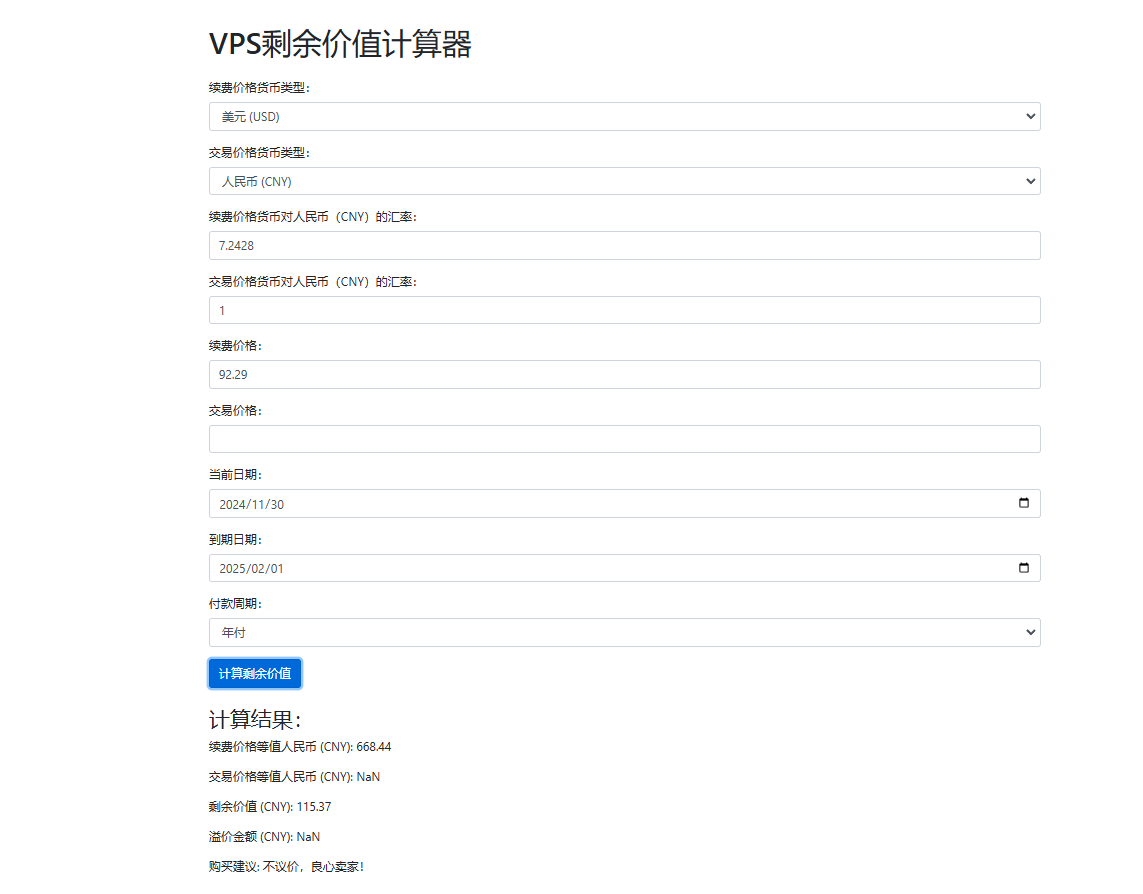 VPS剩余价值计算器
续费价格货币类型：
美元 (USD)
交易价格货币类型：
人民币 (CNY)
续费价格货币对人民币（CNY）的汇率：
7.2428
交易价格货币对人民币（CNY）的汇率：
1
续费价格：
92.29
交易价格：
当前日期：
2024/11/30
到期日期：
2025/02/01
付款周期：
年付
计算剩余价值
计算结果：
续费价格等值人民币 (CNY): 668.44
交易价格等值人民币 (CNY): NaN
剩余价值 (CNY): 115.37
溢价金额 (CNY): NaN
购买建议: 不议价，良心卖家！